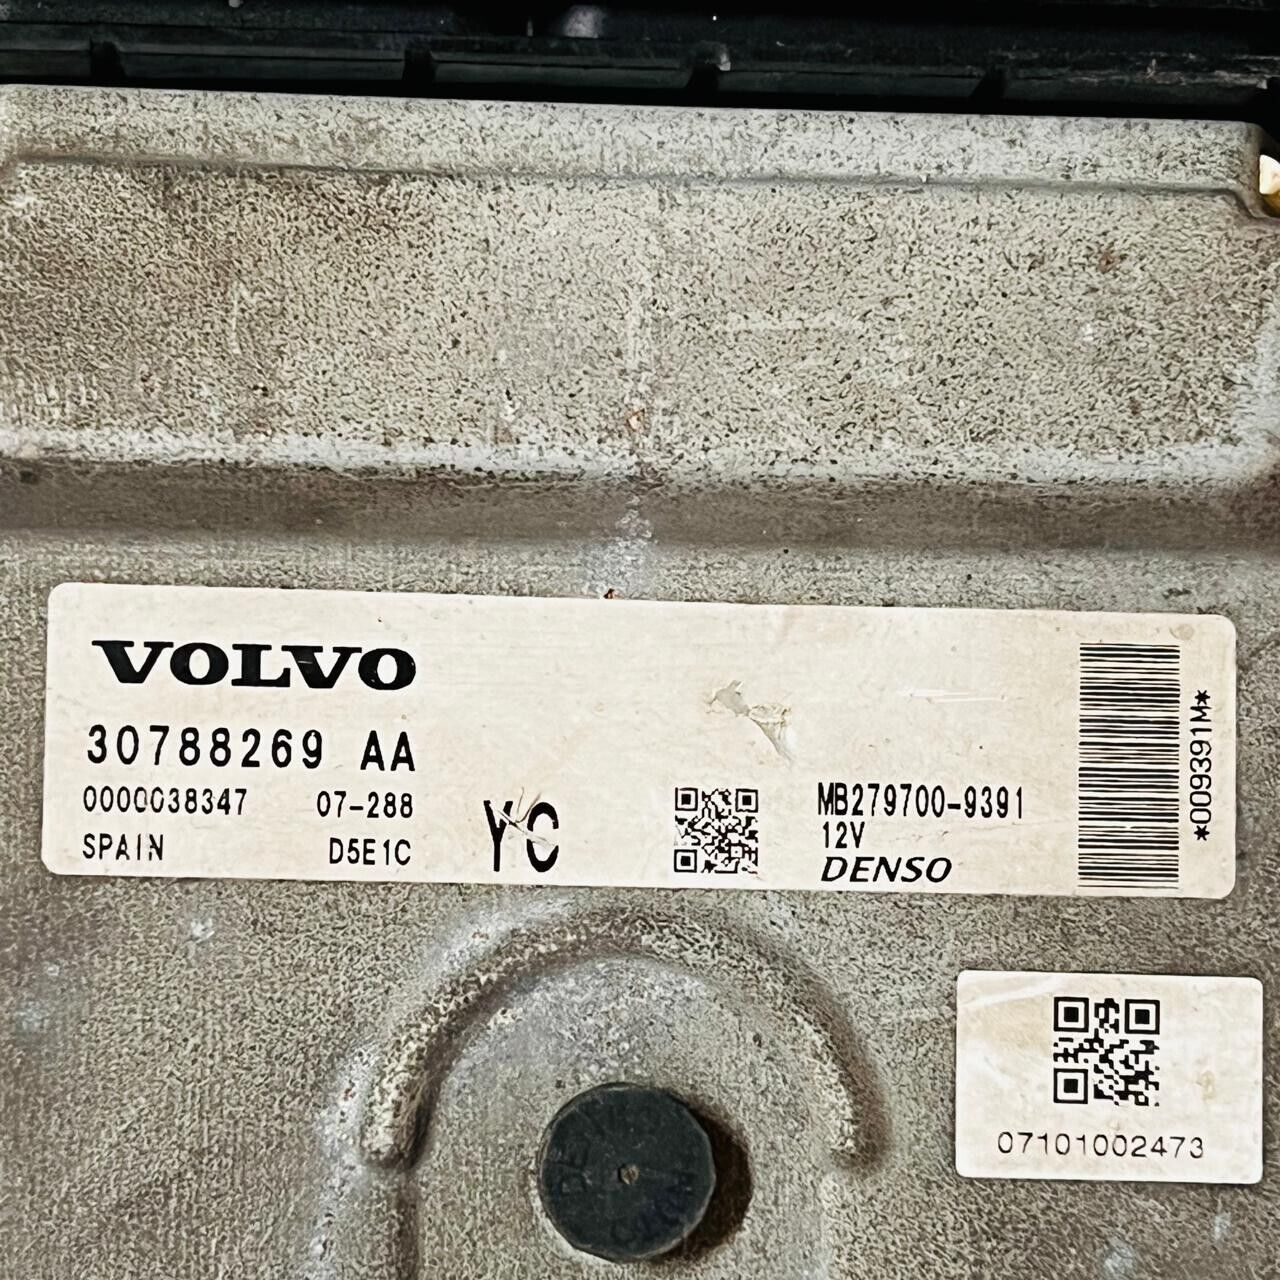 VOLVO
30788269 AA
0000038347 07-288
SPAIN D5E1C
YC
MB279700-9391
12V
DENSO
*009391M*
07101002473